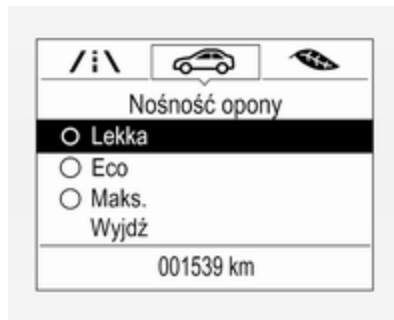 Nośność opony
Lekka
Eco
Maks.
Wyjdź
001539 km